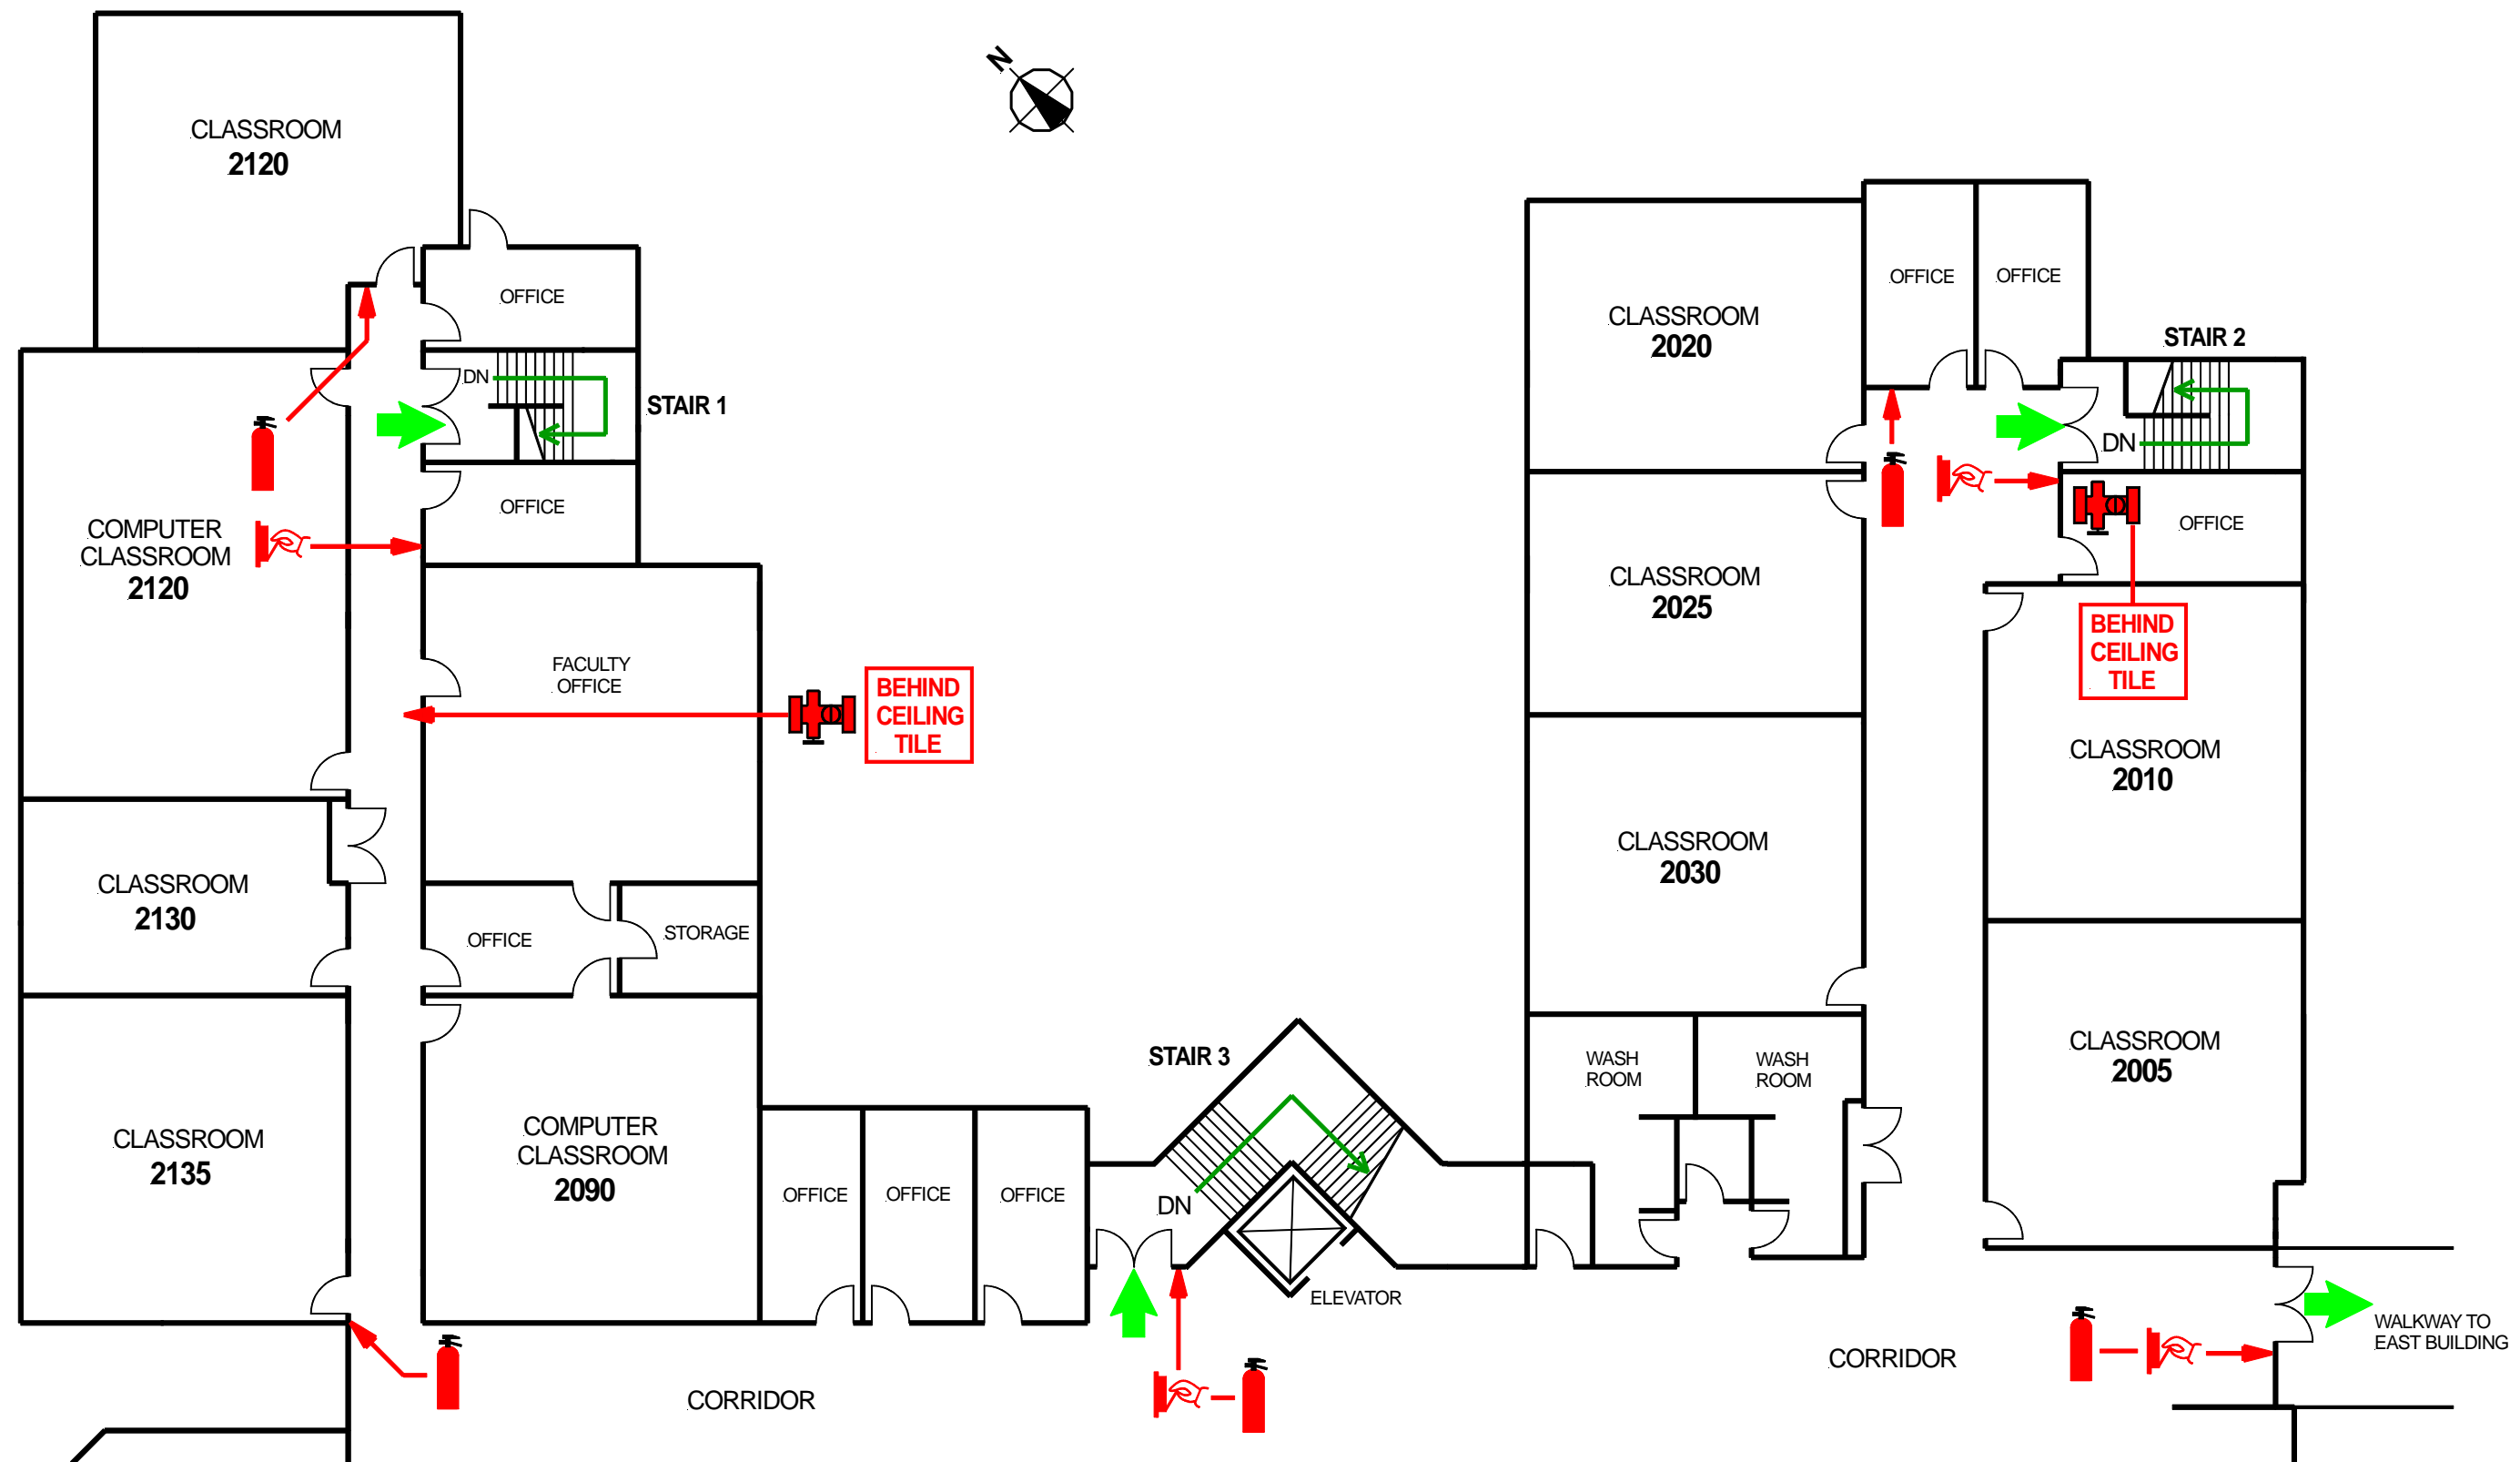 N
CLASSROOM
2120
OFFICE
DN
STAIR 1
OFFICE
COMPUTER
CLASSROOM
2120
FACULTY
OFFICE
BEHIND
CEILING
TILE
CLASSROOM
2130
OFFICE
STORAGE
CLASSROOM
2135
COMPUTER
CLASSROOM
2090
OFFICE
OFFICE
OFFICE
STAIR 3
DN
ELEVATOR
CORRIDOR
CLASSROOM
2020
OFFICE
OFFICE
STAIR 2
DN
OFFICE
BEHIND
CEILING
TILE
CLASSROOM
2025
CLASSROOM
2010
CLASSROOM
2030
WASH
ROOM
WASH
ROOM
CLASSROOM
2005
CORRIDOR
WALKWAY TO
EAST BUILDING